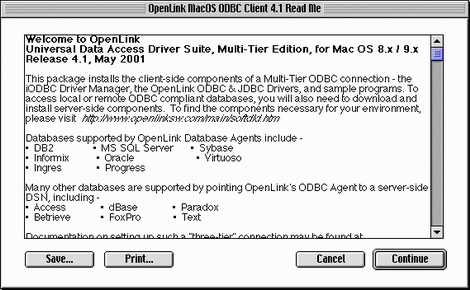 OpenLink MacOS ODBC Client 4.1 Read Me
Welcome to OpenLink
Universal Data Access Driver Suite, Multi-Tier Edition, for Mac OS 8.x / 9.x
Release 4.1, May 2001
This package installs the client-side components of a Multi-Tier ODBC connection - the
iODBC Driver Manager, the OpenLink ODBC & JDBC Drivers, and sample programs. To
access local or remote ODBC compliant databases, you will also need to download and
install server-side components. To find the components necessary for your environment,
please visit http://www.openlinksw.com/main/softdld.htm
Databases supported by OpenLink Database Agents include -
• DB2 • MS SQL Server • Sybase
• Informix • Oracle • Virtuoso
• Ingres • Progress
Many other databases are supported by pointing OpenLink's ODBC Agent to a server-side
DSN, including -
• Access • dBase • Paradox
• Betrieve • FoxPro • Text
Documentation on setting up such a "three-tier" connection may be found at
Save... Print... Cancel Continue